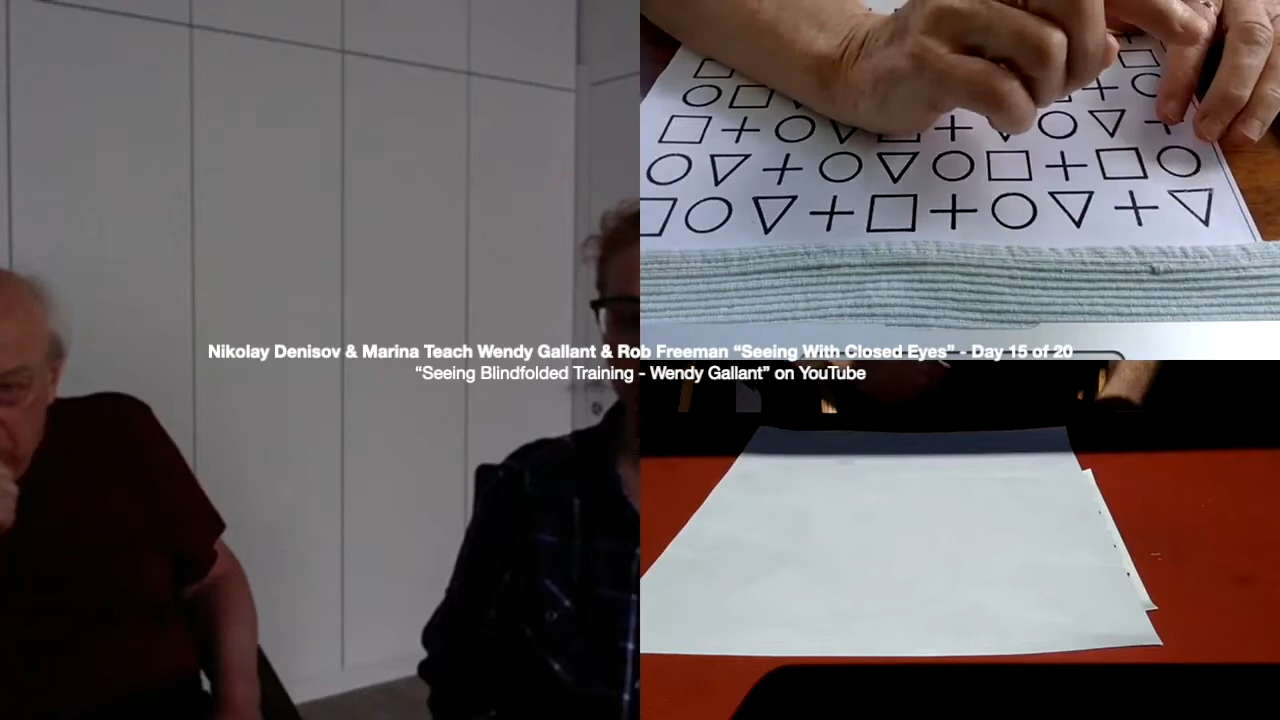 Nikolay Denisov & Marina Teach Wendy Gallant & Rob Freeman “Seeing With Closed Eyes” - Day 15 of 20
“Seeing Blindfolded Training - Wendy Gallant” on YouTube